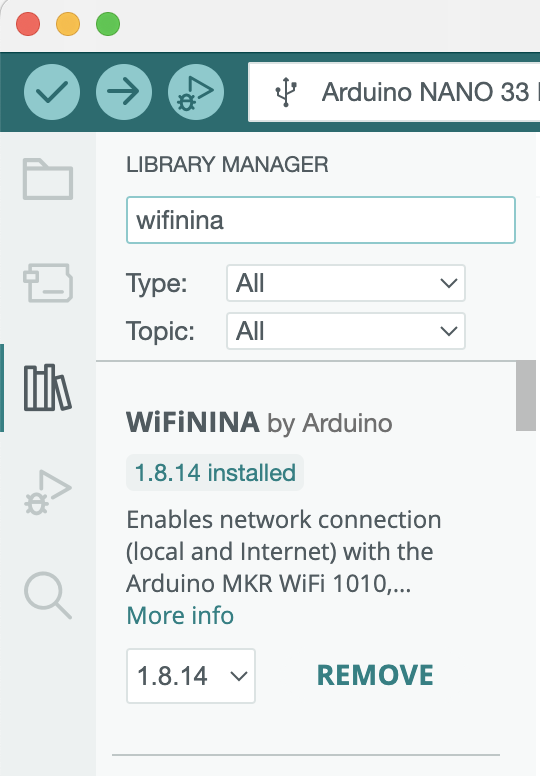 Arduino NANO 33
LIBRARY MANAGER
wifinina
Type: All
Topic: All
WiFiNINA by Arduino
1.8.14 installed
Enables network connection
(local and Internet) with the
Arduino MKR WiFi 1010,...
More info
1.8.14 REMOVE